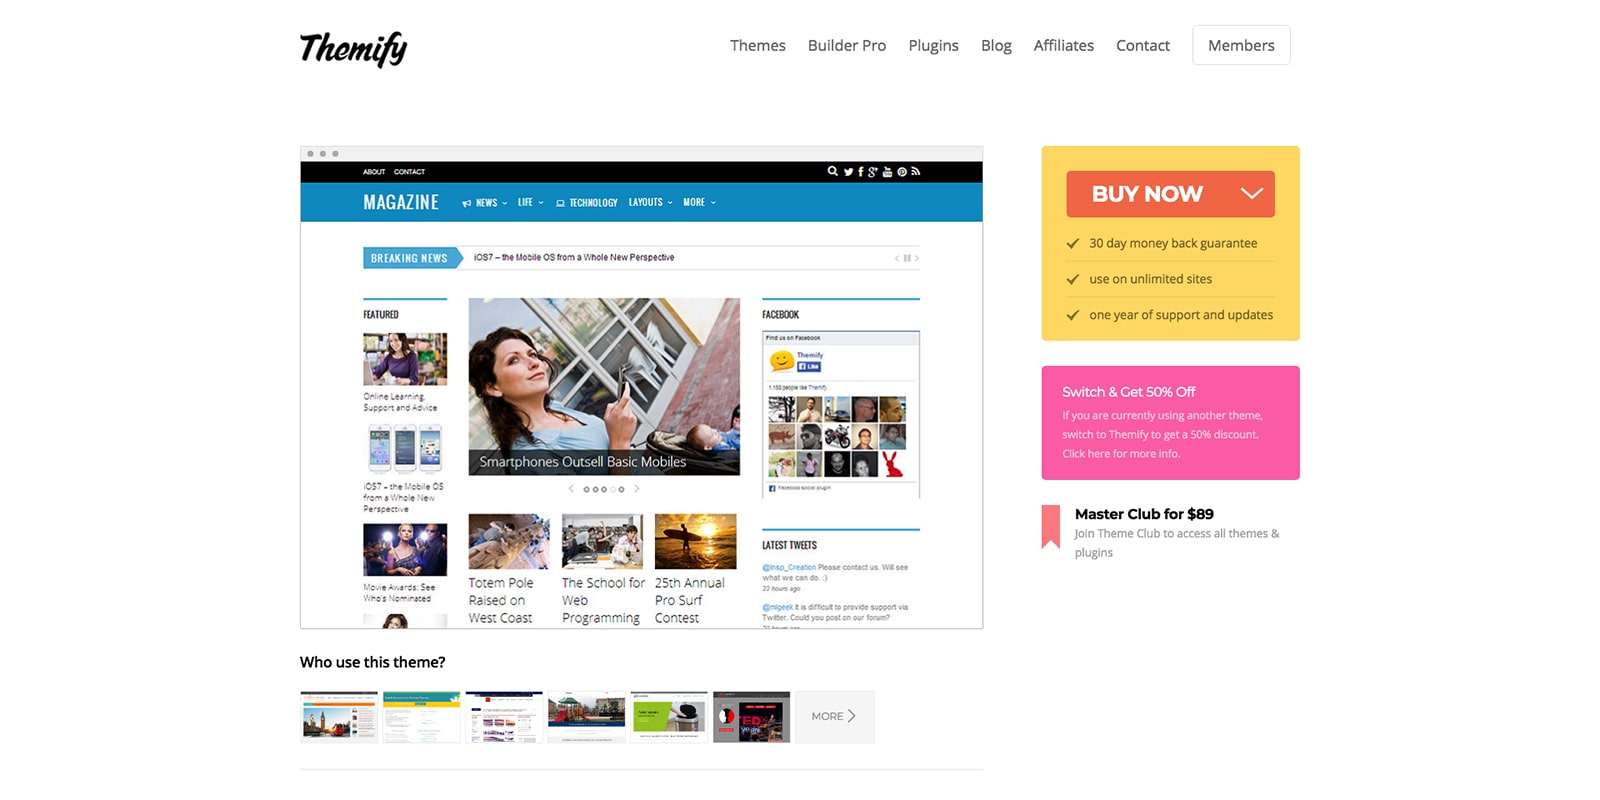 Themify
Themes Builder Pro Plugins Blog Affiliates Contact Members
ABOUT CONTACT
MAGAZINE NEWS LIFE TECHNOLOGY LAYOUTS MORE
BREAKING NEWS iOS7 – the Mobile OS from a Whole New Perspective
FEATURED
Online Learning,
Support and Advice
iOS7 – the Mobile OS
from a Whole New
Perspective
Movie Awards: See
Who's Nominated
Smartphones Outsell Basic Mobiles
Totem Pole
Raised on
West Coast
The School for
Web
Programming
25th Annual
Pro Surf
Contest
FACEBOOK
Find us on Facebook
Themify
Like
1,158 people like Themify.
Facebook social plugin
LATEST TWEETS
@Insp_Creation Please contact us. Will see
what we can do. :)
23 hours ago
@mlgeek It is difficult to provide support via
Twitter. Could you post on our forum?
BUY NOW
30 day money back guarantee
use on unlimited sites
one year of support and updates
Switch & Get 50% Off
If you are currently using another theme,
switch to Themify to get a 50% discount.
Click here for more info.
Master Club for $89
Join Theme Club to access all themes &
plugins
Who use this theme?
MORE